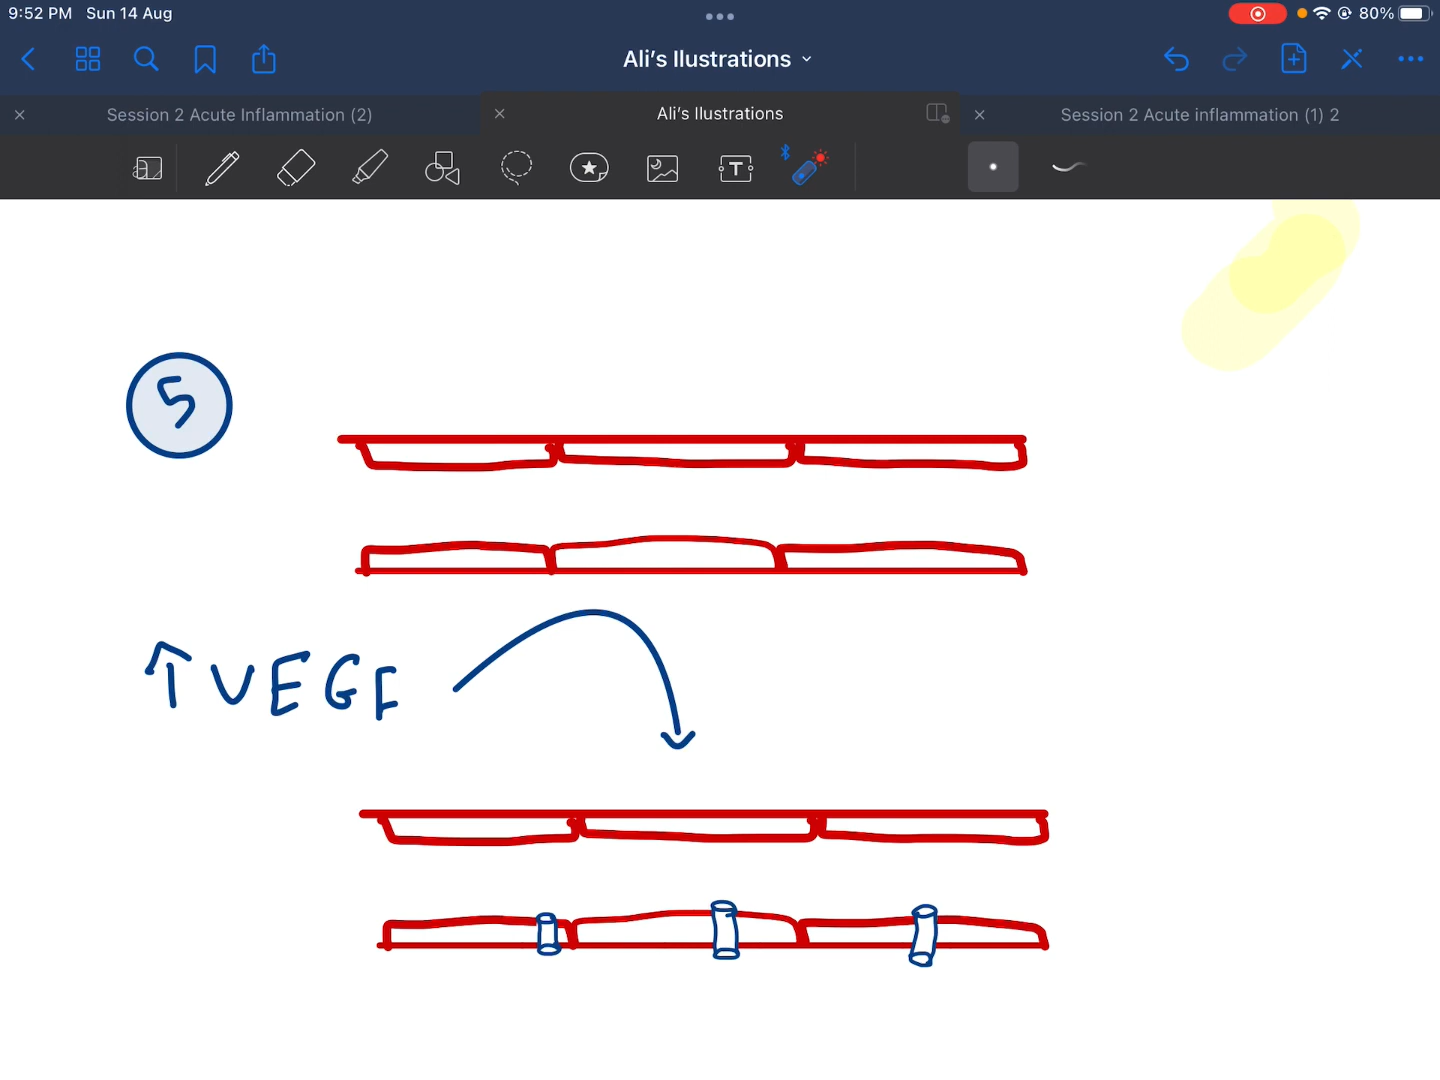 9:52 PM Sun 14 Aug 80%
Ali's Ilustrations
Session 2 Acute Inflammation (2) Ali's Ilustrations Session 2 Acute inflammation (1) 2
a T
5
↑VEGF